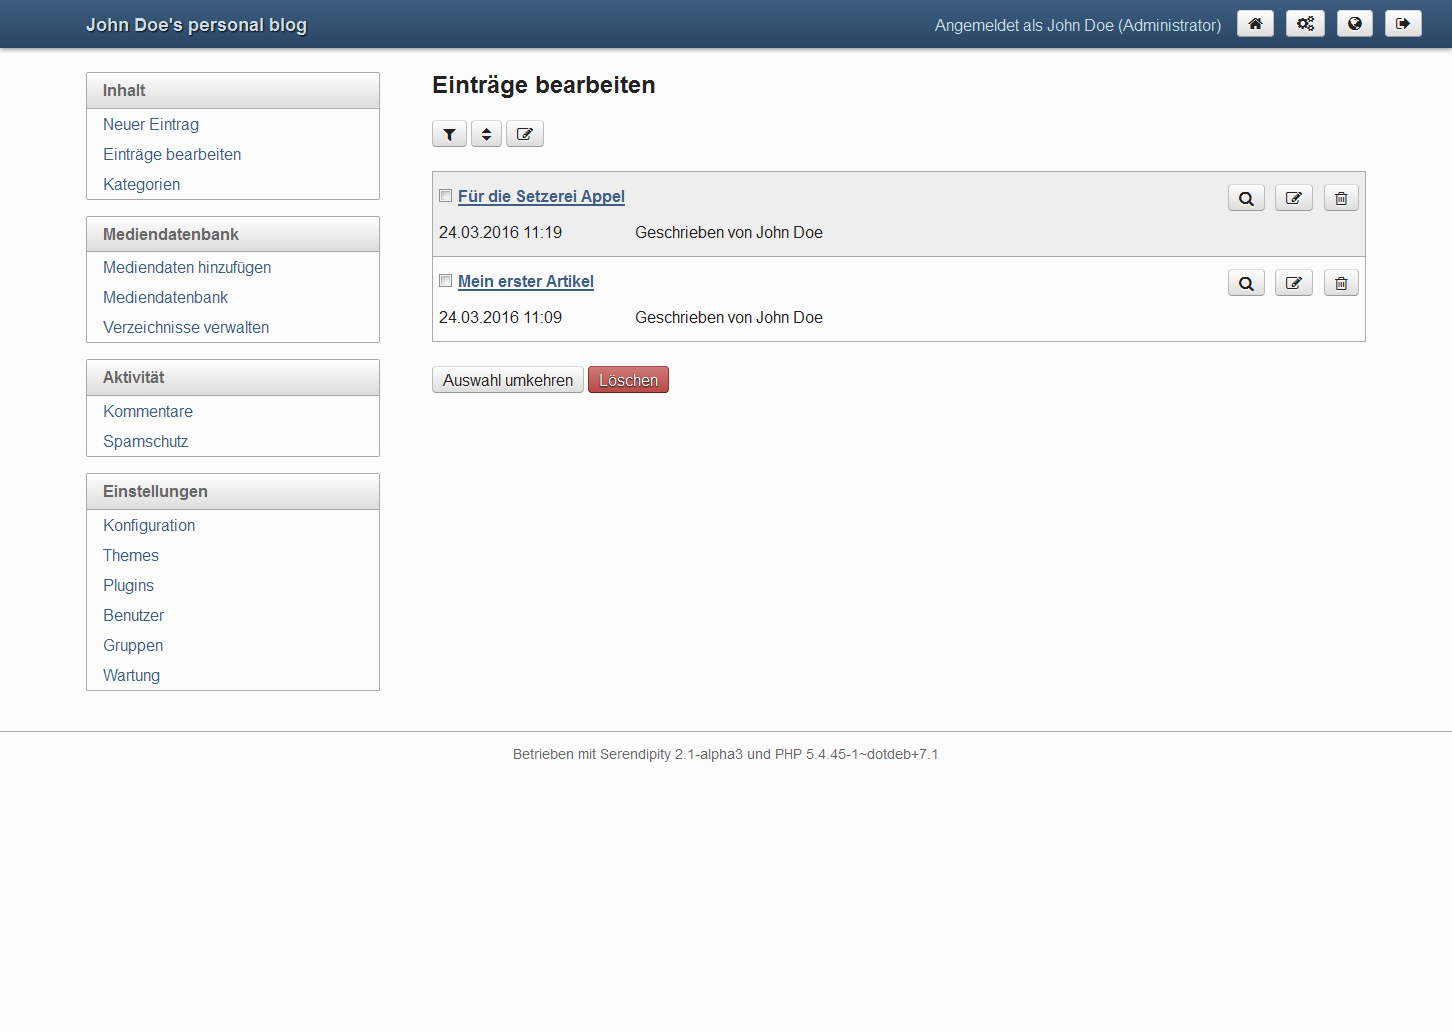 John Doe's personal blog
Angemeldet als John Doe (Administrator)
Inhalt
Neuer Eintrag
Einträge bearbeiten
Kategorien
Mediendatenbank
Mediendaten hinzufügen
Mediendatenbank
Verzeichnisse verwalten
Aktivität
Kommentare
Spamschutz
Einstellungen
Konfiguration
Themes
Plugins
Benutzer
Gruppen
Wartung
Einträge bearbeiten
Für die Setzerei Appel
24.03.2016 11:19 Geschrieben von John Doe
Mein erster Artikel
24.03.2016 11:09 Geschrieben von John Doe
Auswahl umkehren Löschen
Betrieben mit Serendipity 2.1-alpha3 und PHP 5.4.45-1~dotdeb+7.1